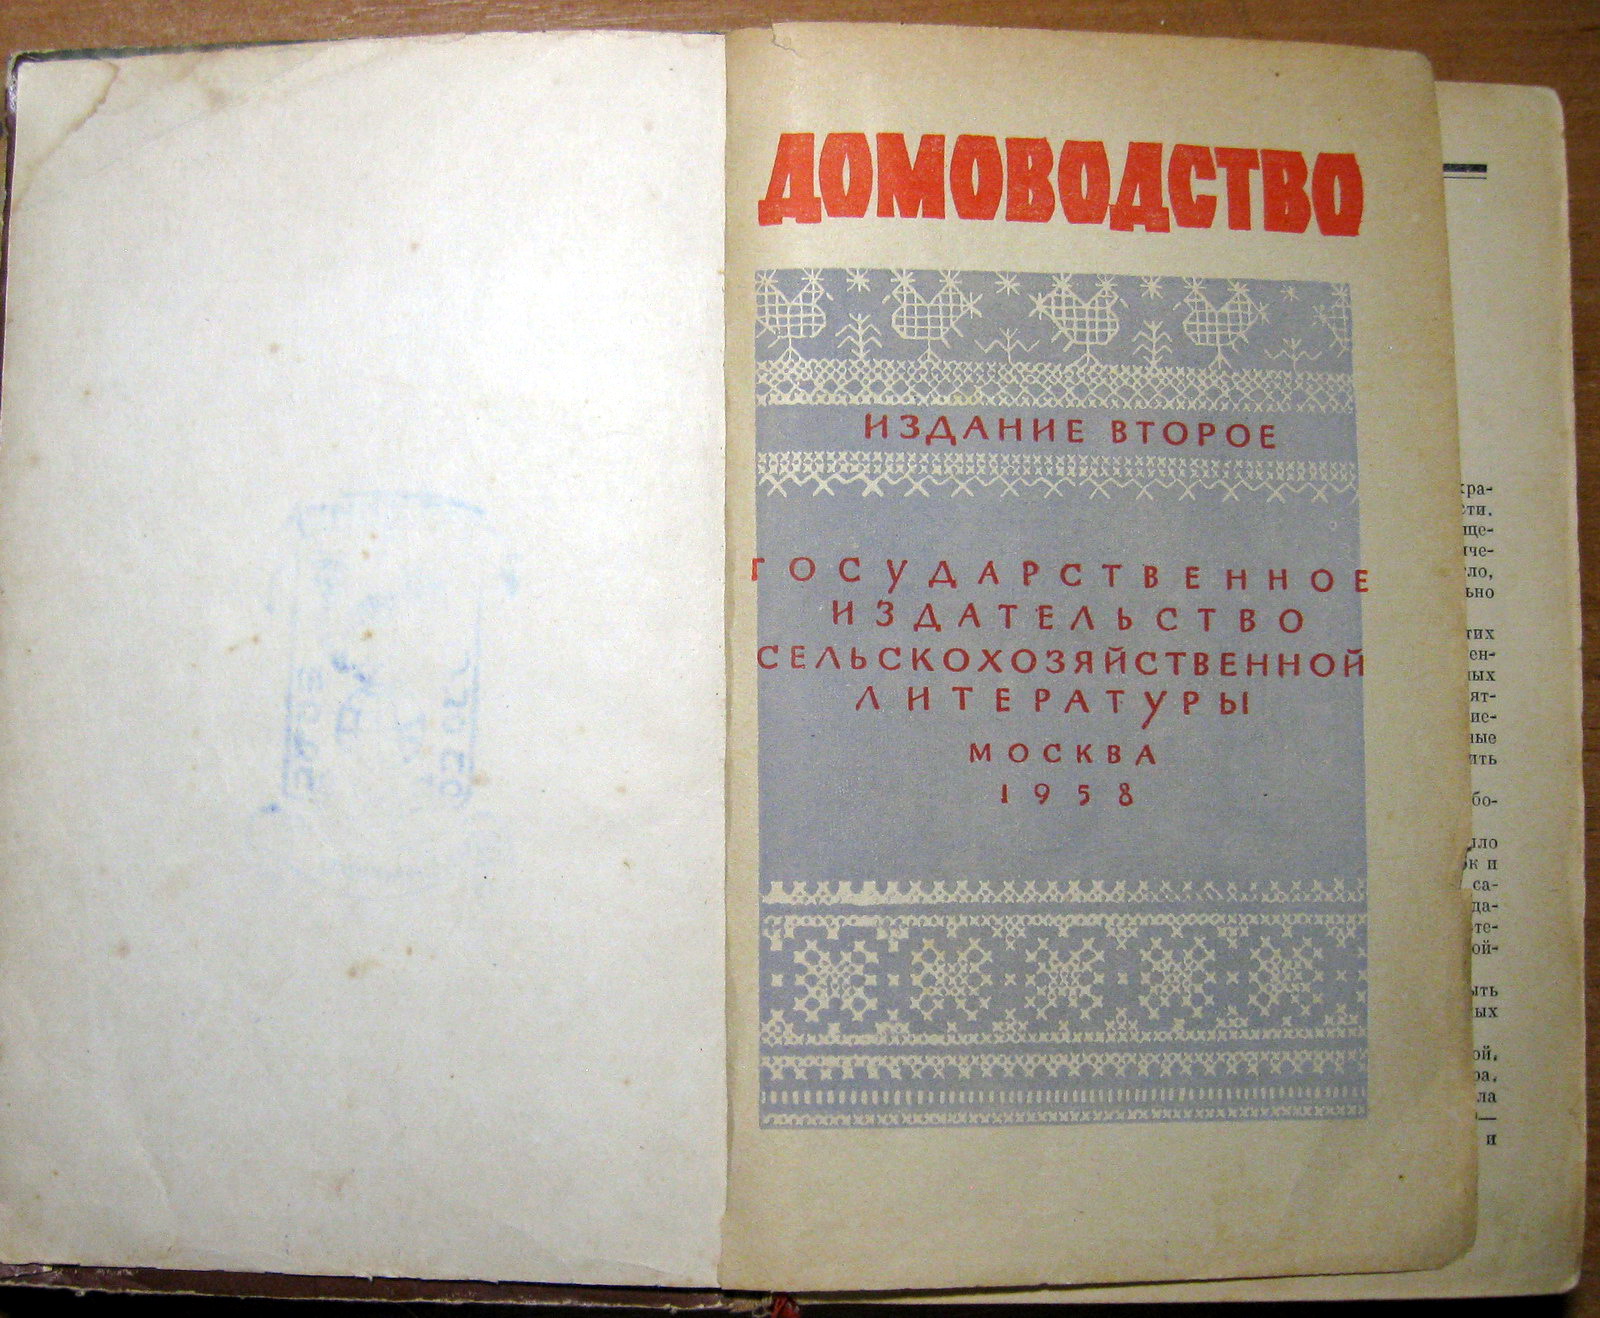 ДОМОВОДСТВО
ИЗДАНИЕ ВТОРОЕ
ГОСУДАРСТВЕННОЕ
ИЗДАТЕЛЬСТВО
СЕЛЬСКОХОЗЯЙСТВЕННОЙ
ЛИТЕРАТУРЫ
МОСКВА
1958